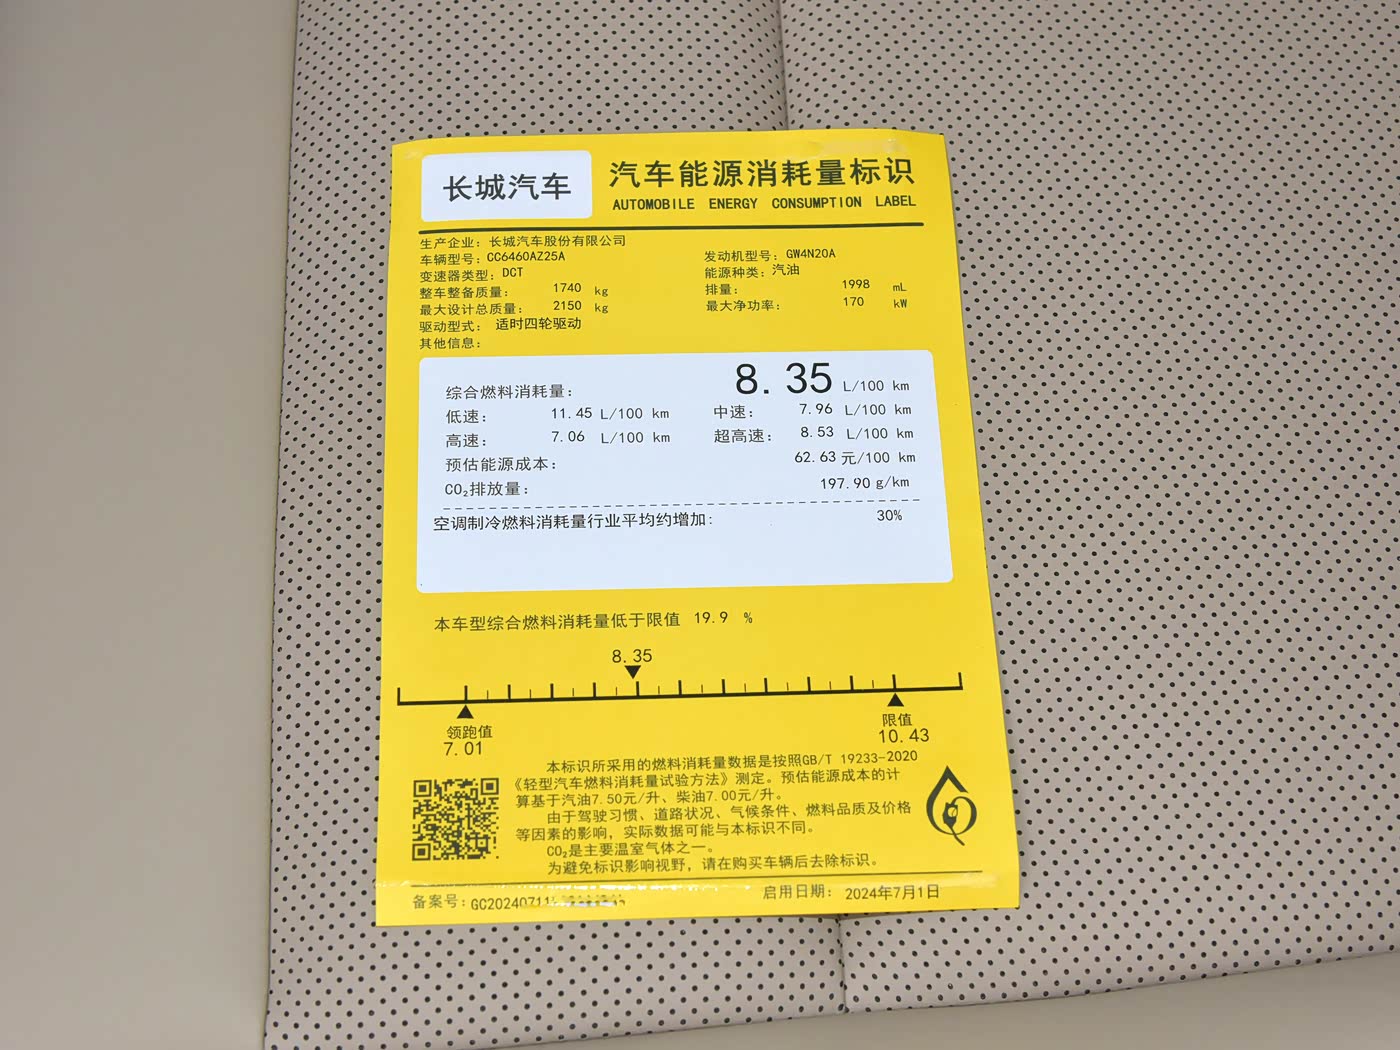 长城汽车
汽车能源消耗量标识
AUTOMOBILE ENERGY CONSUMPTION LABEL
生产企业: 长城汽车股份有限公司
车辆型号: CC6460AZ25A
发动机型号: GW4N20A
变速器类型: DCT
能源种类: 汽油
整车整备质量: 1740 kg
排量: 1998 mL
最大设计总质量: 2150 kg
最大净功率: 170 kW
驱动型式: 适时四轮驱动
其他信息:
综合燃料消耗量: 8.35 L/100 km
低速: 11.45 L/100 km 中速: 7.96 L/100 km
高速: 7.06 L/100 km 超高速: 8.53 L/100 km
预估能源成本: 62.63 元/100 km
CO₂排放量: 197.90 g/km
空调制冷燃料消耗量行业平均约增加: 30%
本车型综合燃料消耗量低于限值 19.9 %
8.35
领跑值
7.01
限值
10.43
本标识所采用的燃料消耗量数据是按照GB/T 19233-2020
《轻型汽车燃料消耗量试验方法》测定。预估能源成本的计
算基于汽油7.50元/升、柴油7.00元/升。
由于驾驶习惯、道路状况、气候条件、燃料品质及价格
等因素的影响，实际数据可能与本标识不同。
CO₂是主要温室气体之一。
为避免标识影响视野，请在购买车辆后去除标识。
备案号: 启用日期: 2024年7月1日